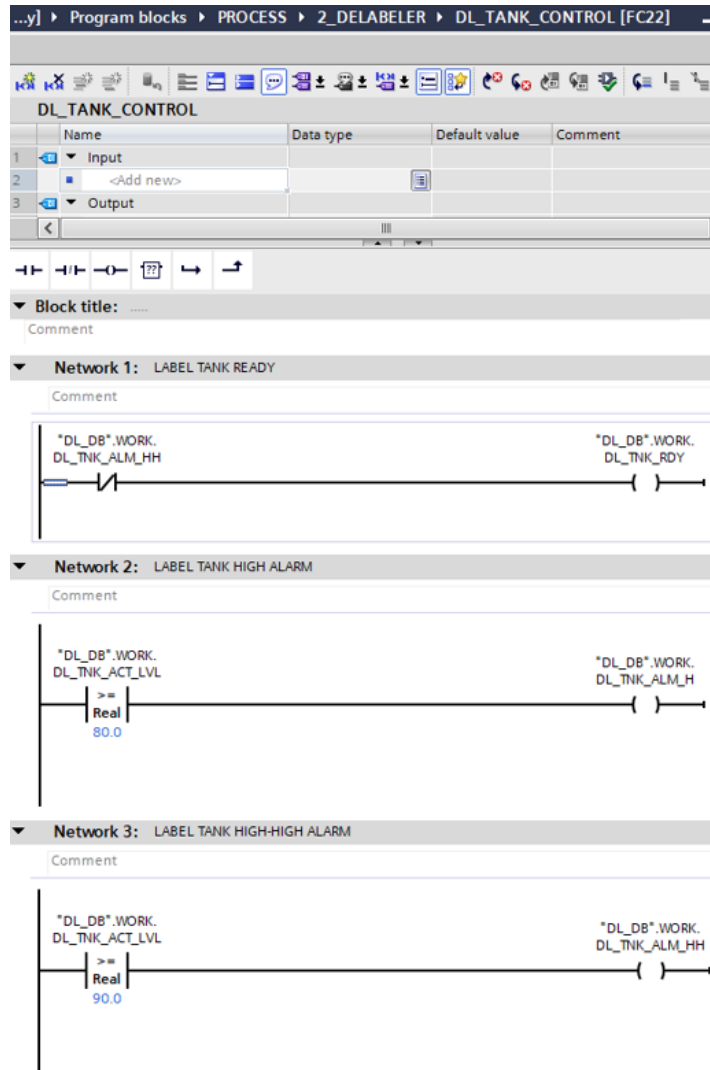 ...y] ▸ Program blocks ▸ PROCESS ▸ 2_DELABELER ▸ DL_TANK_CONTROL [FC22]
DL_TANK_CONTROL
Name Data type Default value Comment
1 Input
2 <Add new>
3 Output
Block title: .....
Comment
Network 1: LABEL TANK READY
Comment
"DL_DB".WORK. "DL_DB".WORK.
DL_TNK_ALM_HH DL_TNK_RDY
Network 2: LABEL TANK HIGH ALARM
Comment
"DL_DB".WORK. "DL_DB".WORK.
DL_TNK_ACT_LVL DL_TNK_ALM_H
>=
Real
80.0
Network 3: LABEL TANK HIGH-HIGH ALARM
Comment
"DL_DB".WORK. "DL_DB".WORK.
DL_TNK_ACT_LVL DL_TNK_ALM_HH
>=
Real
90.0